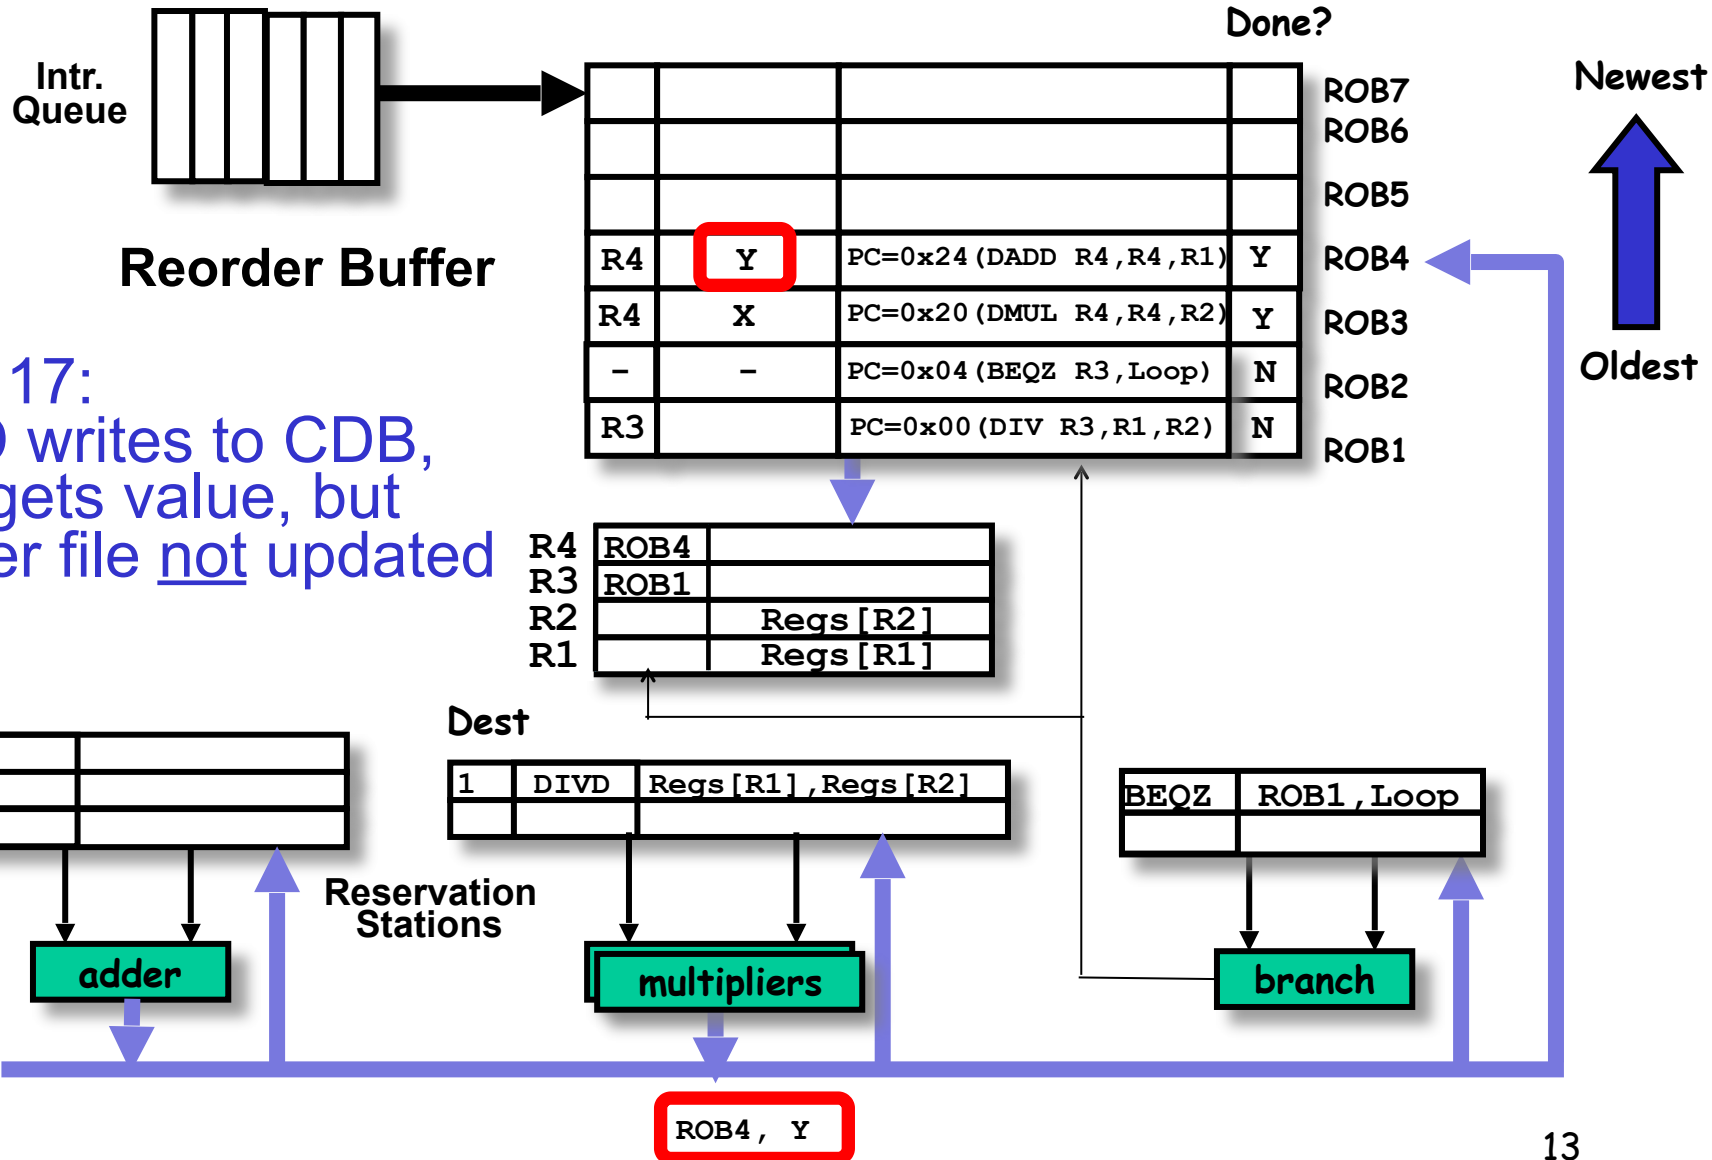 Done?
Intr.
Queue
Newest
ROB7
ROB6
ROB5
Reorder Buffer
R4 Y PC=0x24(DADD R4,R4,R1) Y ROB4
R4 X PC=0x20(DMUL R4,R4,R2) Y ROB3
- - PC=0x04(BEQZ R3,Loop) N ROB2
R3 PC=0x00(DIV R3,R1,R2) N ROB1
Oldest
17:
writes to CDB,
gets value, but
er file not updated
R4 ROB4
R3 ROB1
R2 Regs[R2]
R1 Regs[R1]
Dest
1 DIVD Regs[R1],Regs[R2]
BEQZ ROB1,Loop
Reservation
Stations
adder
multipliers
branch
ROB4, Y
13